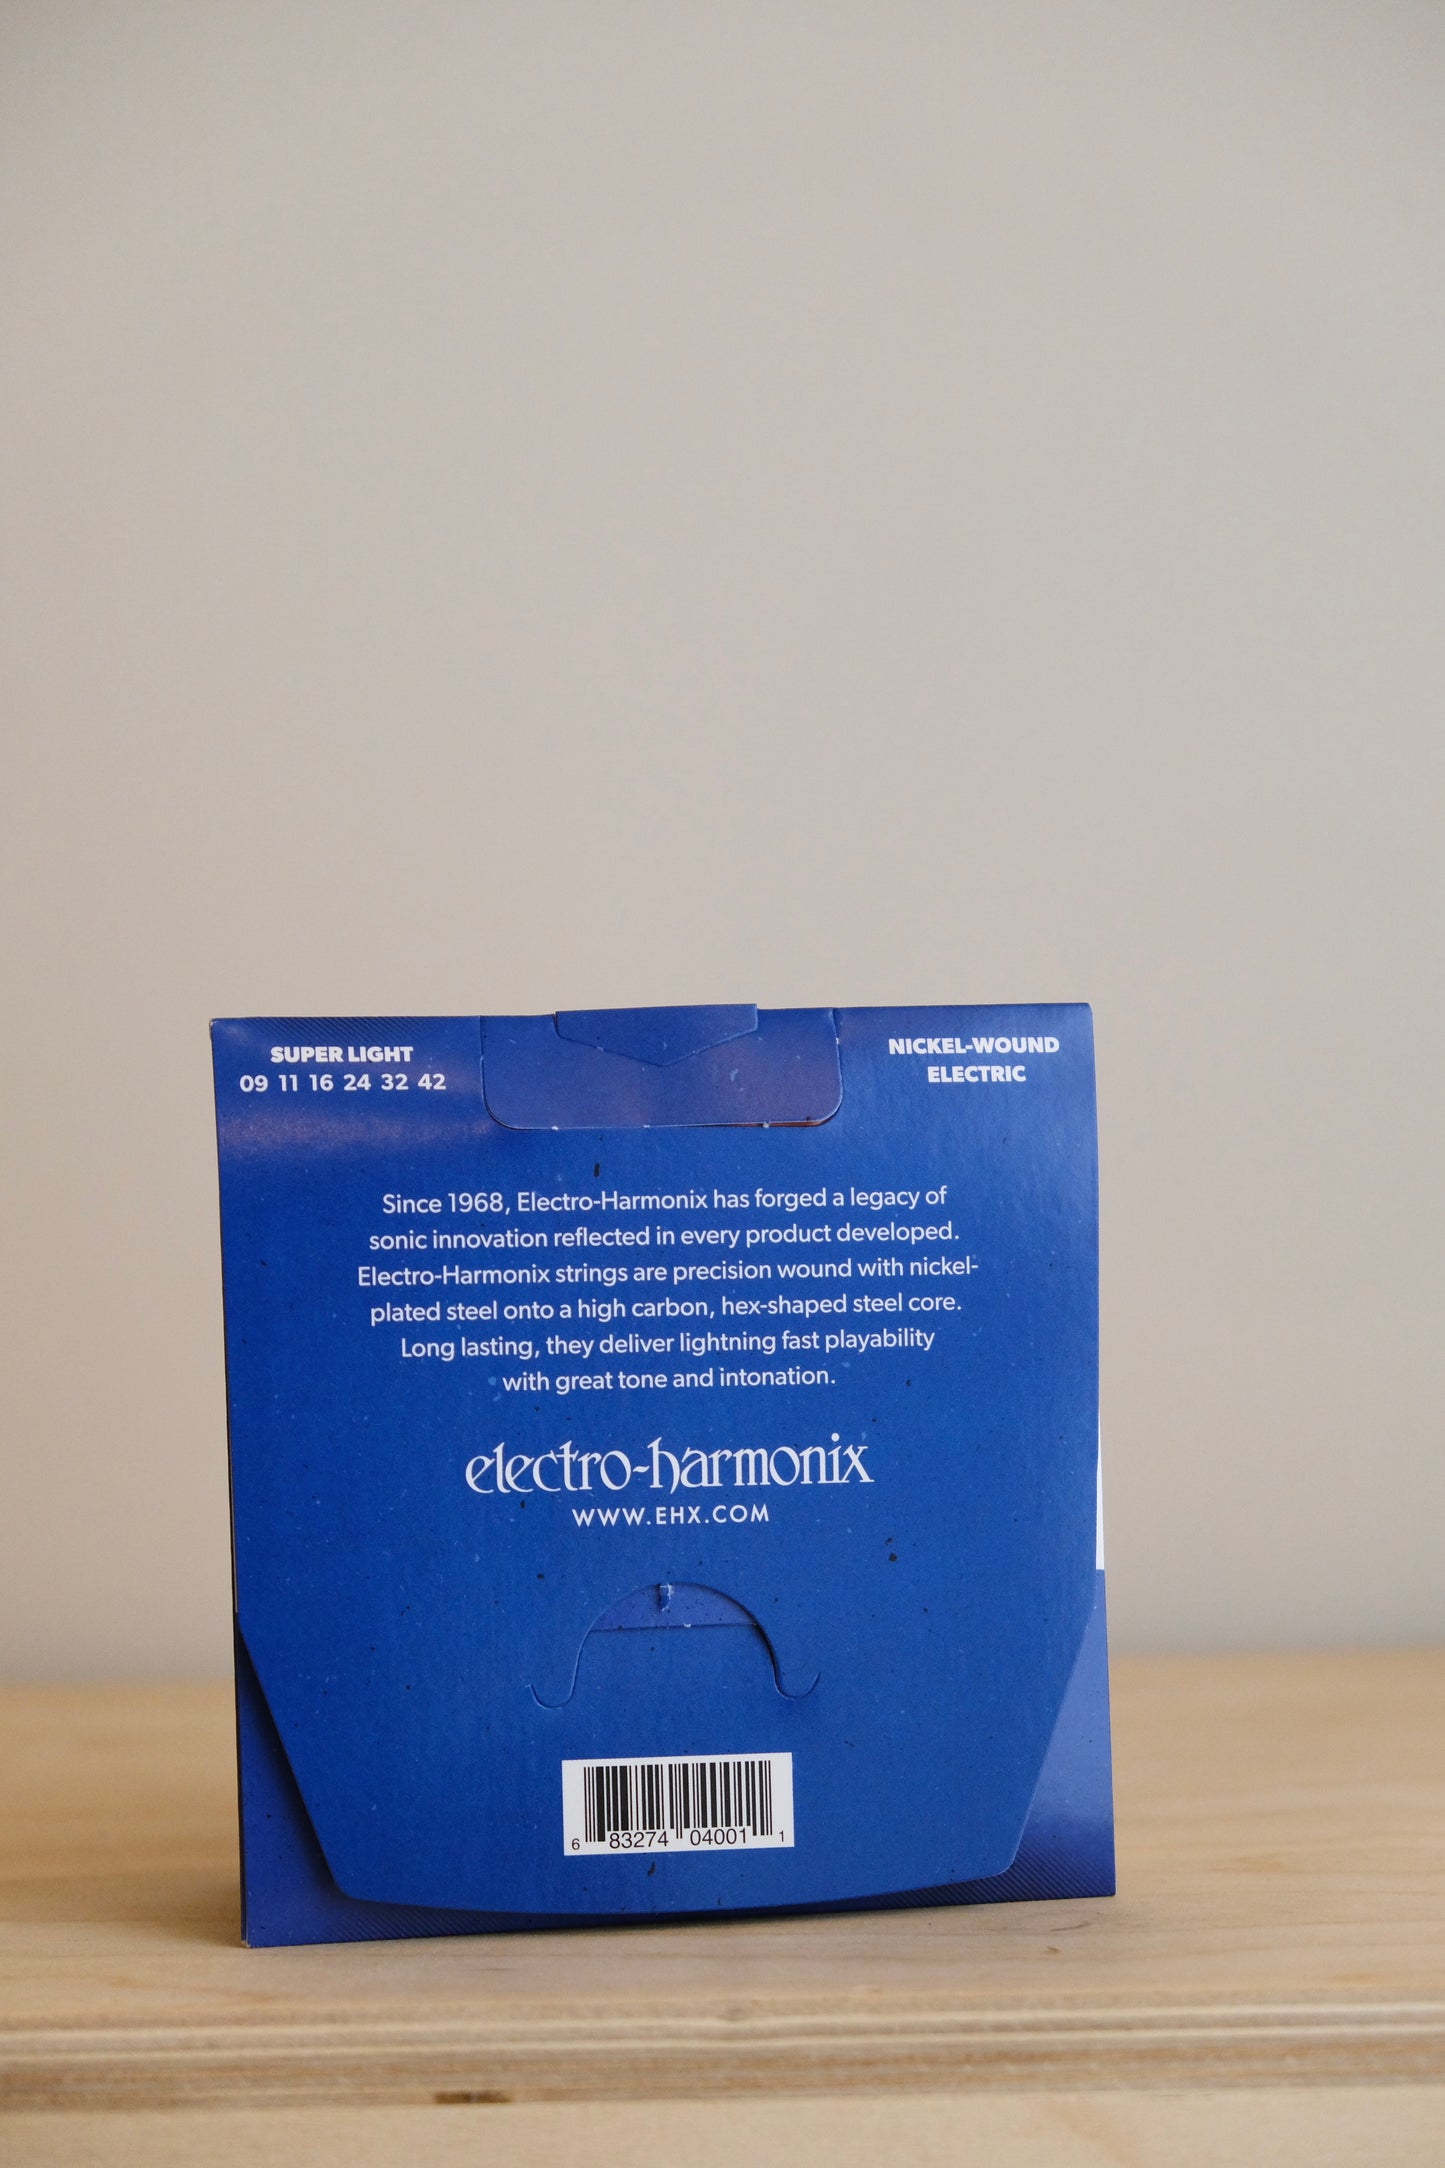 SUPER LIGHT
09 11 16 24 32 42
NICKEL-WOUND
ELECTRIC
Since 1968, Electro-Harmonix has forged a legacy of
sonic innovation reflected in every product developed.
Electro-Harmonix strings are precision wound with nickel-
plated steel onto a high carbon, hex-shaped steel core.
Long lasting, they deliver lightning fast playability
with great tone and intonation.
electro-harmonix
WWW.EHX.COM
6 83274 04001 1